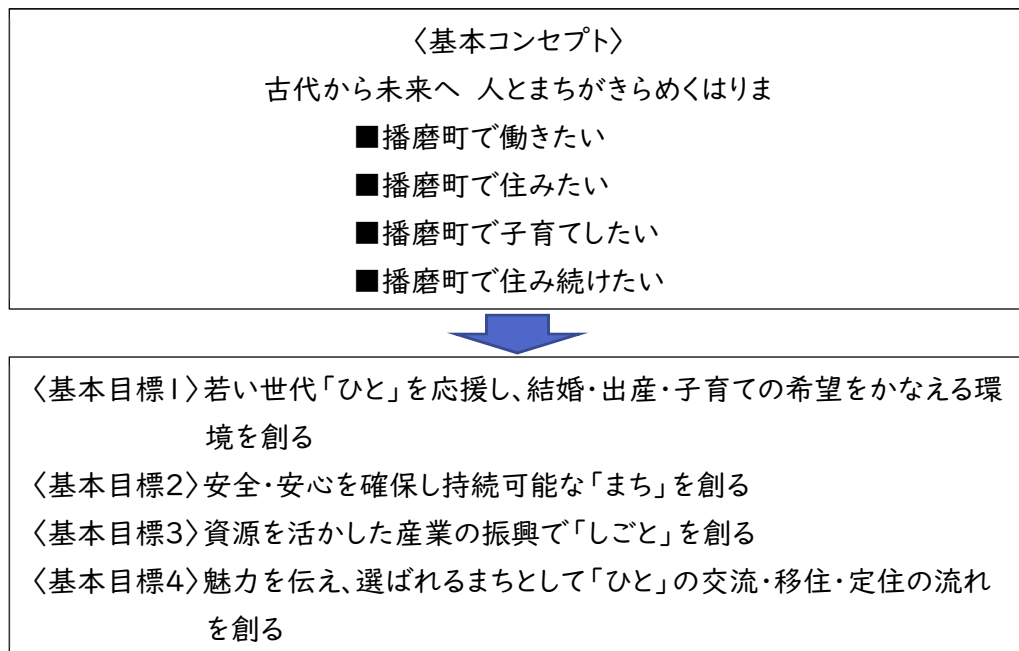 〈基本コンセプト〉
古代から未来へ 人とまちがきらめくはりま
■播磨町で働きたい
■播磨町で住みたい
■播磨町で子育てしたい
■播磨町で住み続けたい
〈基本目標1〉若い世代「ひと」を応援し、結婚・出産・子育ての希望をかなえる環
境を創る
〈基本目標2〉安全・安心を確保し持続可能な「まち」を創る
〈基本目標3〉資源を活かした産業の振興で「しごと」を創る
〈基本目標4〉魅力を伝え、選ばれるまちとして「ひと」の交流・移住・定住の流れ
を創る